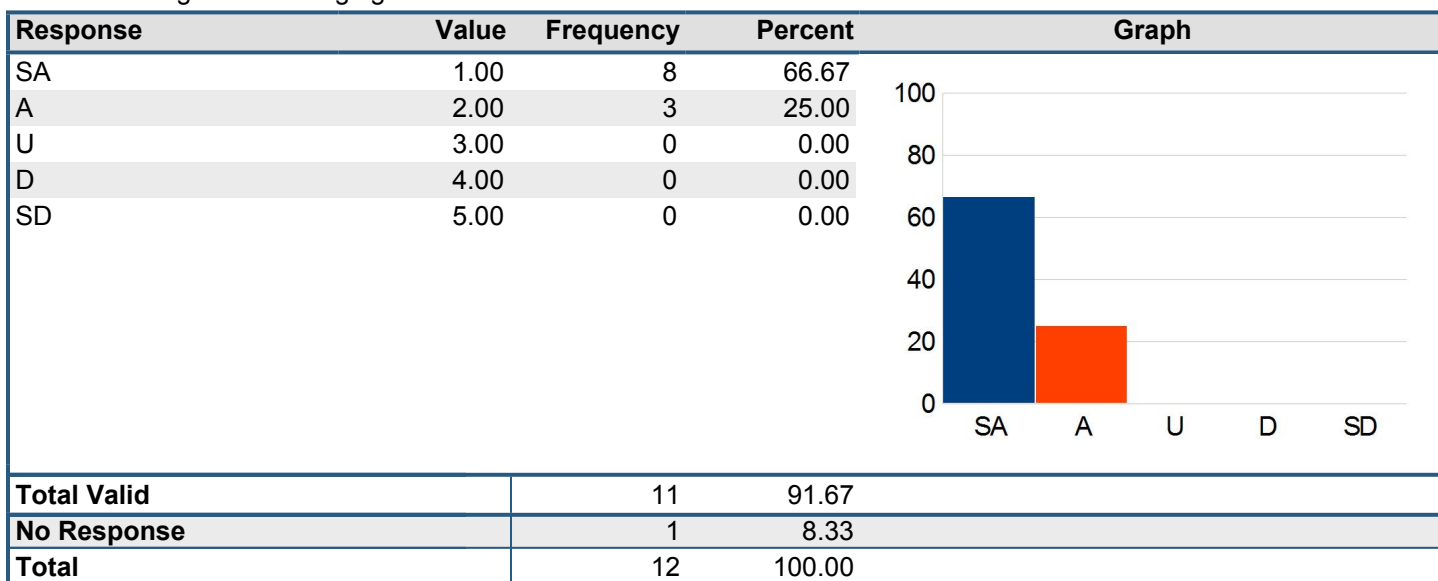 Response Value Frequency Percent Graph
SA 1.00 8 66.67
A 2.00 3 25.00
U 3.00 0 0.00
D 4.00 0 0.00
SD 5.00 0 0.00
100
80
60
40
20
0
SA A U D SD
Total Valid 11 91.67
No Response 1 8.33
Total 12 100.00